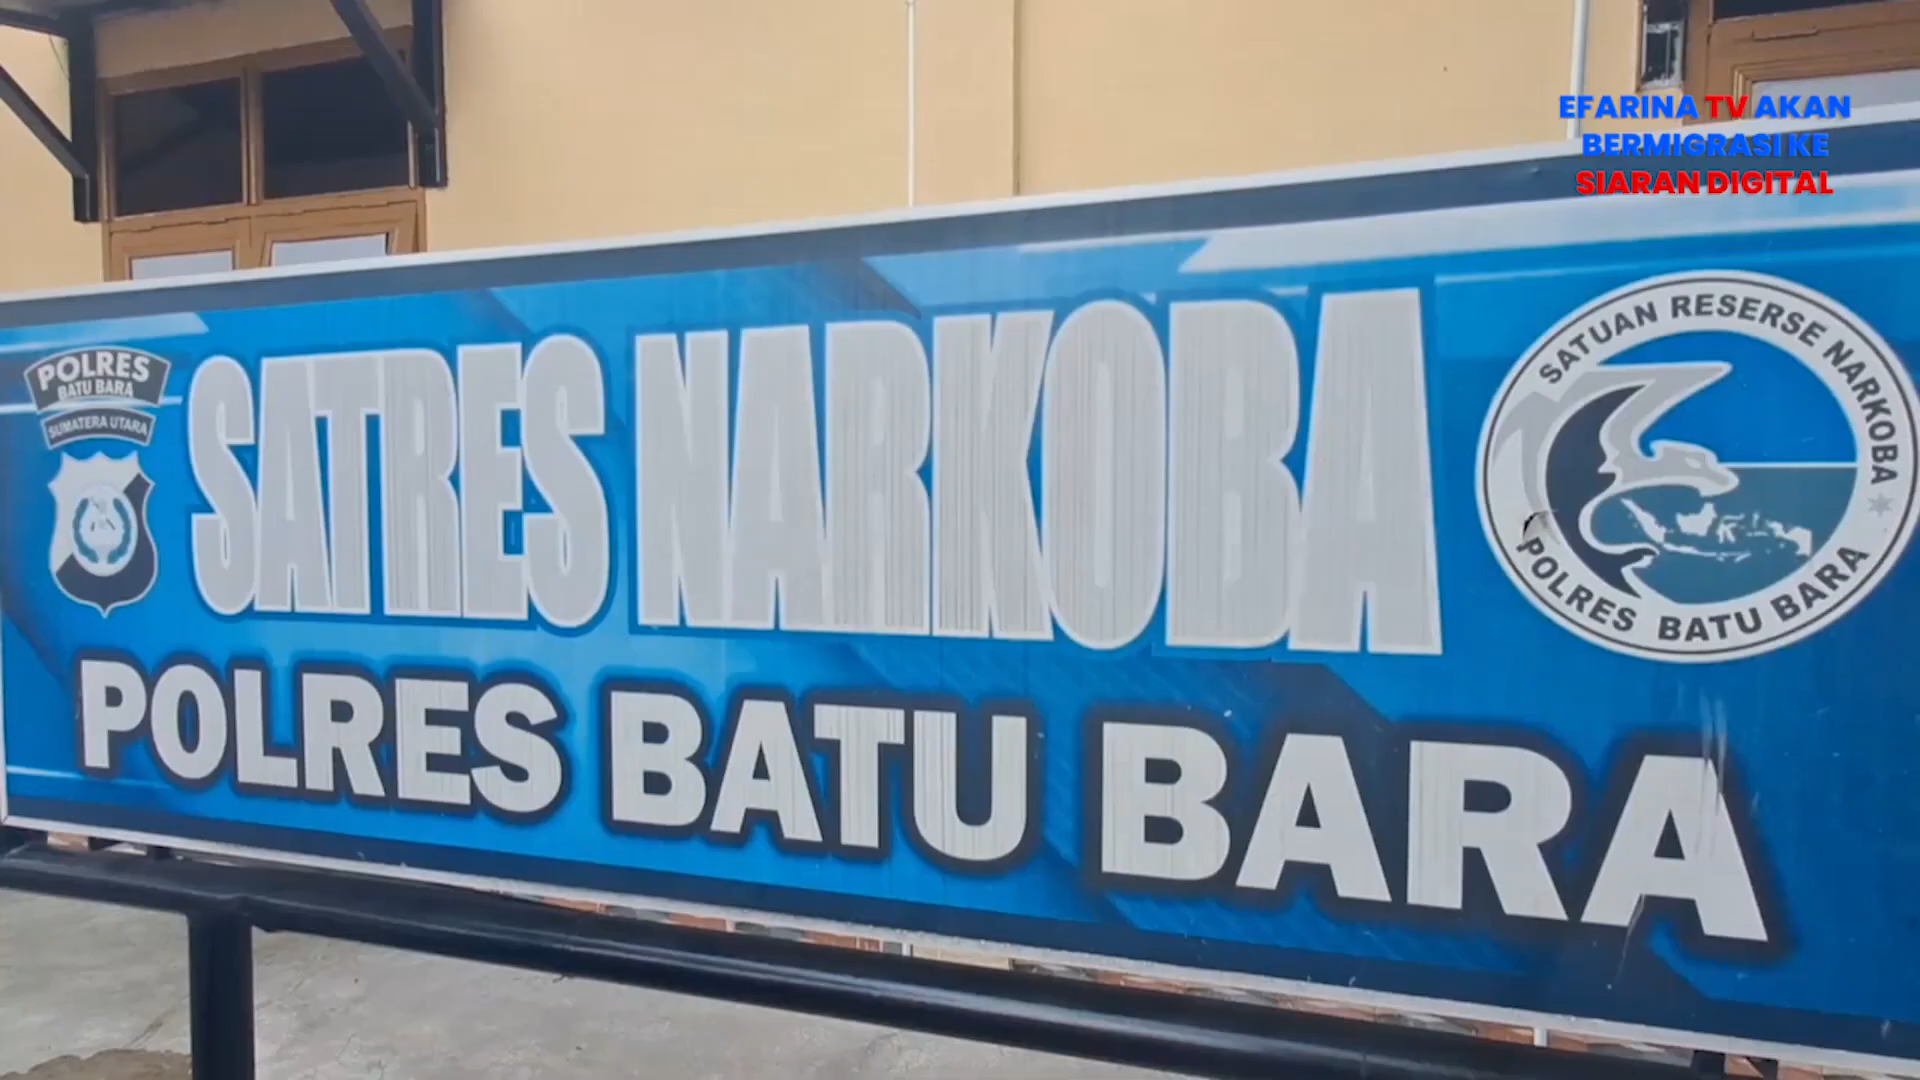 EFARINA TV AKAN
BERMIGRASI KE
SIARAN DIGITAL
POLRES
BATU BARA
SUMATERA UTARA
SATRES NARKOBA
POLRES BATU BARA
SATUAN RESERSE NARKOBA
POLRES BATU BARA